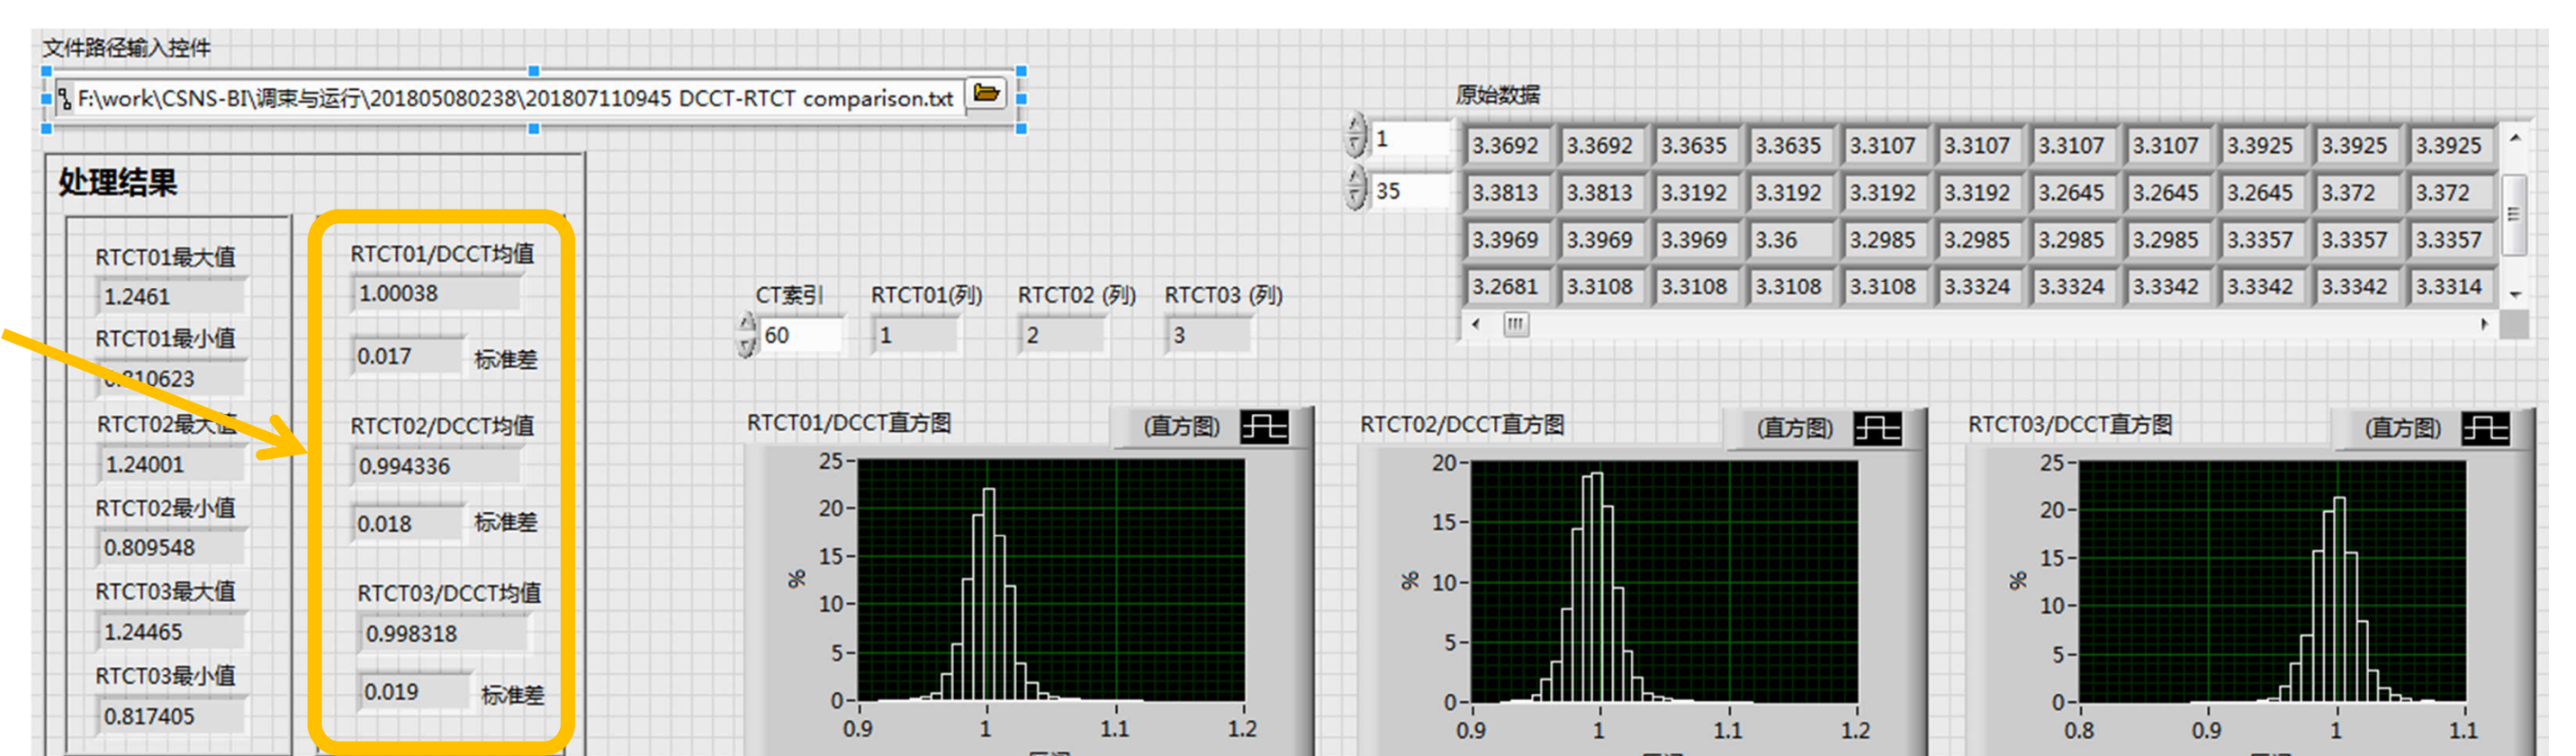 文件路径输入控件
F:\work\CSNS-BI\调束与运行\201805080238\201807110945 DCCT-RTCT comparison.txt
处理结果
RTCT01最大值
1.2461
RTCT01最小值
0.810623
RTCT02最大值
1.24001
RTCT02最小值
0.809548
RTCT03最大值
1.24465
RTCT03最小值
0.817405
RTCT01/DCCT均值
1.00038
0.017 标准差
RTCT02/DCCT均值
0.994336
0.018 标准差
RTCT03/DCCT均值
0.998318
0.019 标准差
CT索引 RTCT01(列) RTCT02 (列) RTCT03 (列)
60 1 2 3
原始数据
1
35
3.3692 3.3692 3.3635 3.3635 3.3107 3.3107 3.3107 3.3107 3.3925 3.3925 3.3925
3.3813 3.3813 3.3192 3.3192 3.3192 3.3192 3.2645 3.2645 3.2645 3.372 3.372
3.3969 3.3969 3.3969 3.36 3.2985 3.2985 3.2985 3.2985 3.3357 3.3357 3.3357
3.2681 3.3108 3.3108 3.3108 3.3108 3.3324 3.3324 3.3342 3.3342 3.3342 3.3314
RTCT01/DCCT直方图 (直方图)
25
20
15
10
5
0
%
0.9 1 1.1 1.2
RTCT02/DCCT直方图 (直方图)
20
15
10
5
0
%
0.9 1 1.1 1.2
RTCT03/DCCT直方图 (直方图)
25
20
15
10
5
0
%
0.8 0.9 1 1.1